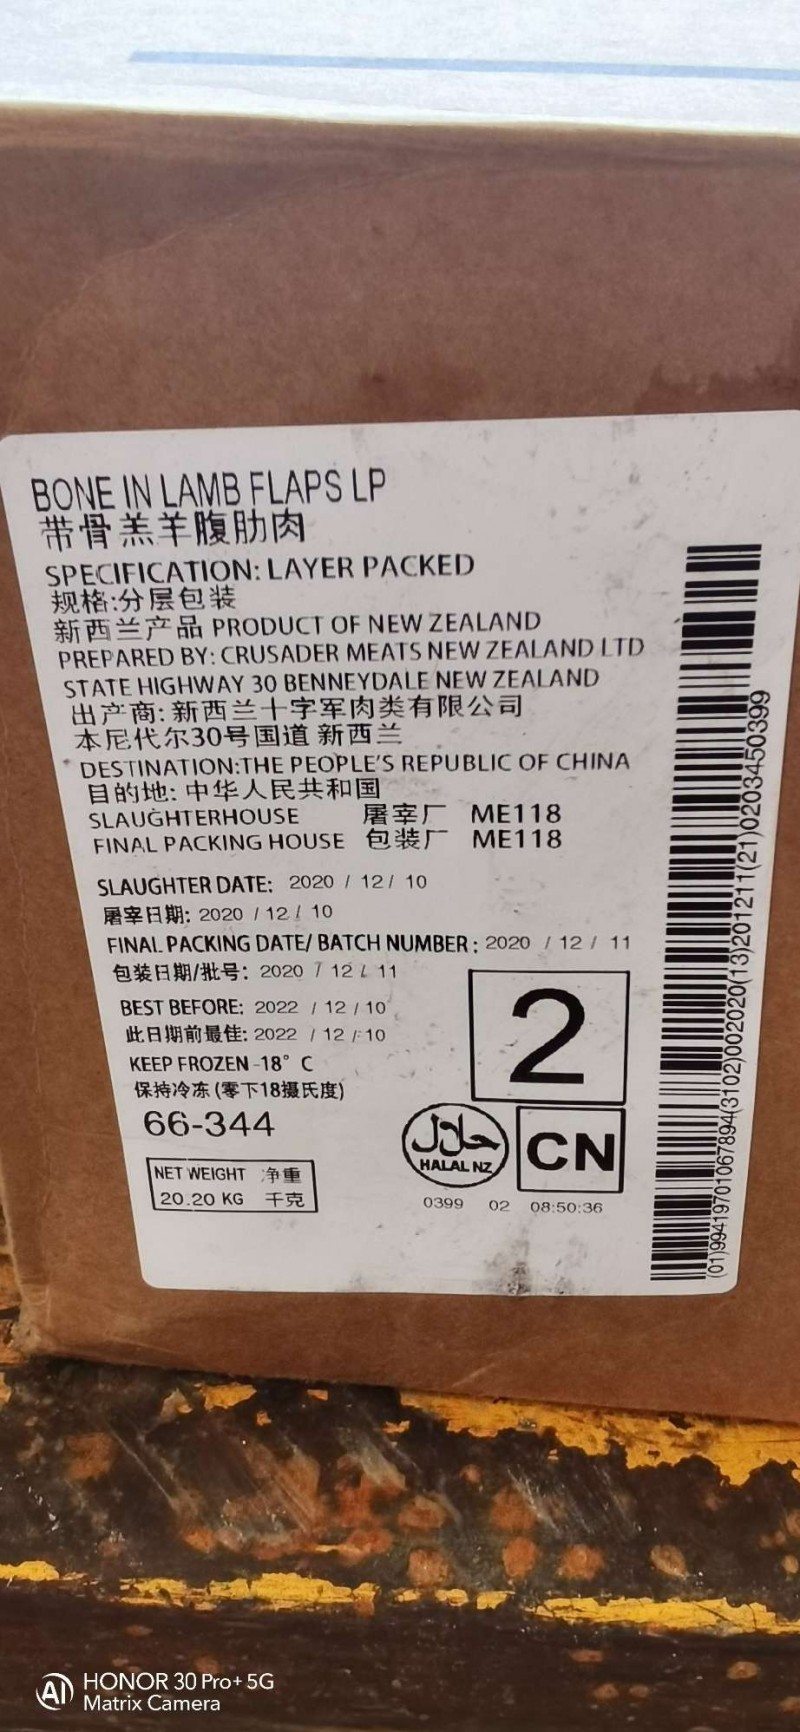 BONE IN LAMB FLAPS LP
带骨羔羊腹肋肉
SPECIFICATION: LAYER PACKED
规格:分层包装
新西兰产品 PRODUCT OF NEW ZEALAND
PREPARED BY: CRUSADER MEATS NEW ZEALAND LTD
STATE HIGHWAY 30 BENNEYDALE NEW ZEALAND
出产商: 新西兰十字军肉类有限公司
本尼代尔30号国道 新西兰
DESTINATION:THE PEOPLE'S REPUBLIC OF CHINA
目的地: 中华人民共和国
SLAUGHTERHOUSE 屠宰厂 ME118
FINAL PACKING HOUSE 包装厂 ME118
SLAUGHTER DATE: 2020 / 12 / 10
屠宰日期: 2020 / 12 / 10
FINAL PACKING DATE/ BATCH NUMBER : 2020 / 12 / 11
包装日期/批号: 2020 / 12 / 11
BEST BEFORE: 2022 / 12 / 10
此日期前最佳: 2022 / 12 / 10
KEEP FROZEN -18° C
保持冷冻 (零下18摄氏度)
66-344
NET WEIGHT 净重
20.20 KG 千克
2
حلال
HALAL NZ
CN
0399 02 08:50:36
(01)99419701067894(3102)002020(13)201211(21)0203450399
AI HONOR 30 Pro+ 5G
Matrix Camera